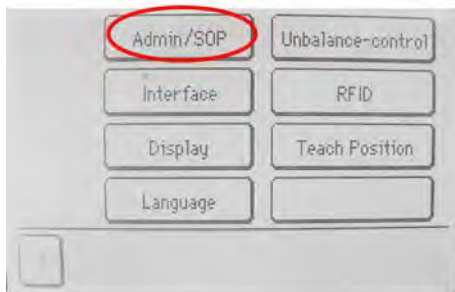 Admin/SOP
Unbalance-control
Interface
RFID
Display
Teach Position
Language